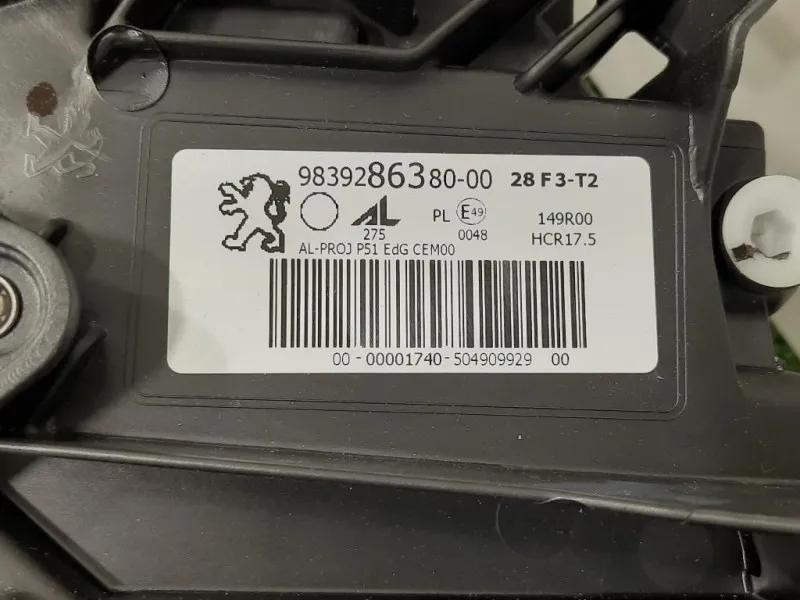 9839286380-00 28 F 3-T2
AL PL E49 149R00
275 0048 HCR17.5
AL-PROJ P51 EdG CEM00
00 - 00001740 - 504909929 00